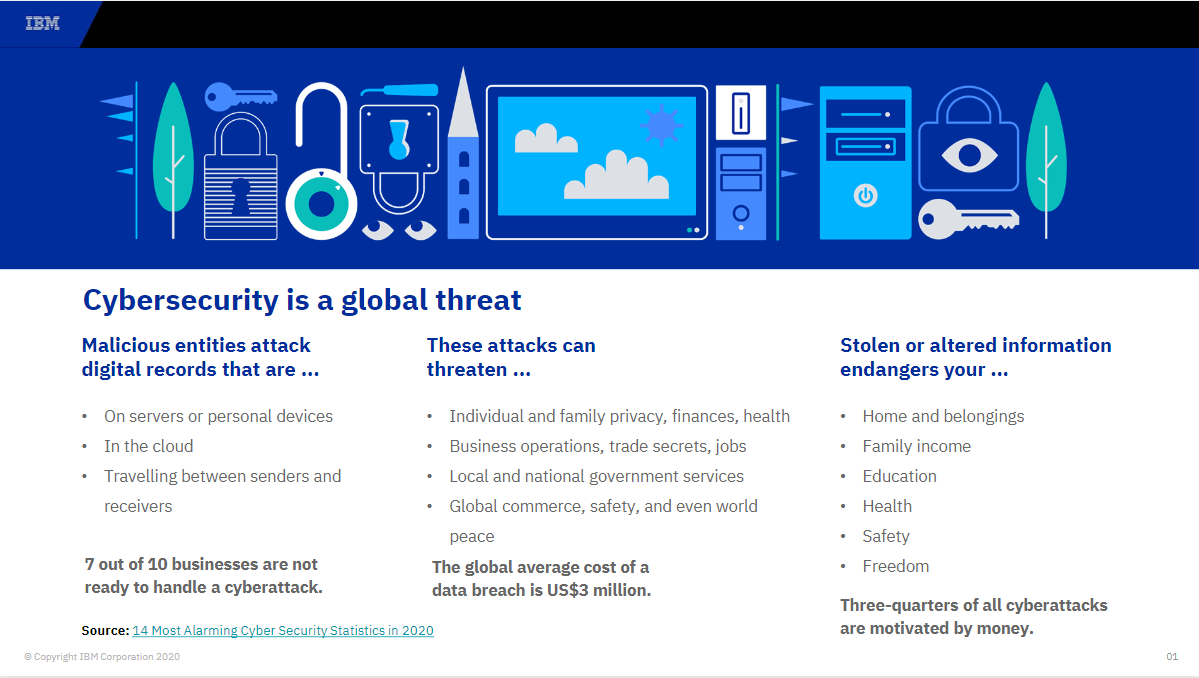 IBM
Cybersecurity is a global threat
Malicious entities attack
digital records that are ...
• On servers or personal devices
• In the cloud
• Travelling between senders and
receivers
7 out of 10 businesses are not
ready to handle a cyberattack.
These attacks can
threaten ...
• Individual and family privacy, finances, health
• Business operations, trade secrets, jobs
• Local and national government services
• Global commerce, safety, and even world
peace
The global average cost of a
data breach is US$3 million.
Stolen or altered information
endangers your ...
• Home and belongings
• Family income
• Education
• Health
• Safety
• Freedom
Three-quarters of all cyberattacks
are motivated by money.
Source: 14 Most Alarming Cyber Security Statistics in 2020
© Copyright IBM Corporation 2020
01